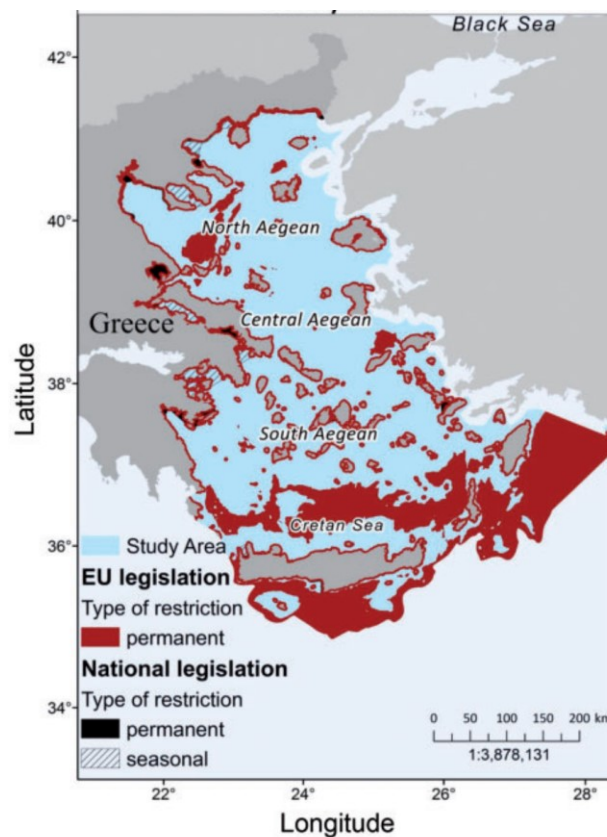 Black Sea
42°
40°
38°
36°
34°
Latitude
North Aegean
Central Aegean
Greece
South Aegean
Cretan Sea
Study Area
EU legislation
Type of restriction
permanent
National legislation
Type of restriction
permanent
seasonal
0 50 100 150 200 km
1:3,878,131
22° 24° 26° 28°
Longitude